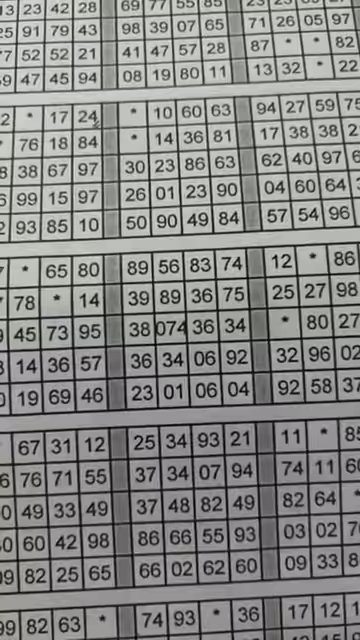 23 42 28 69 77 55 85
25 91 79 43 98 39 07 65 71 26 05 97
77 52 52 21 41 47 57 28 87 * * 82
59 47 45 94 08 19 80 11 13 32 * 22
* 17 24 * 10 60 63 94 27 59 75
76 18 84 * 14 36 81 17 38 38
38 67 97 30 23 86 63 62 40 97
99 15 97 26 01 23 90 04 60 64
93 85 10 50 90 49 84 57 54 96
* 65 80 89 56 83 74 12 * 86
78 * 14 39 89 36 75 25 27 98
45 73 95 38 074 36 34 * 80 27
14 36 57 36 34 06 92 32 96 02
19 69 46 23 01 06 04 92 58 37
67 31 12 25 34 93 21 11 * 85
76 71 55 37 34 07 94 74 11 60
49 33 49 37 48 82 49 82 64 *
60 42 98 86 66 55 93 03 02
09 82 25 65 66 02 62 60 09 33
99 82 63 * 74 93 * 36 17 12